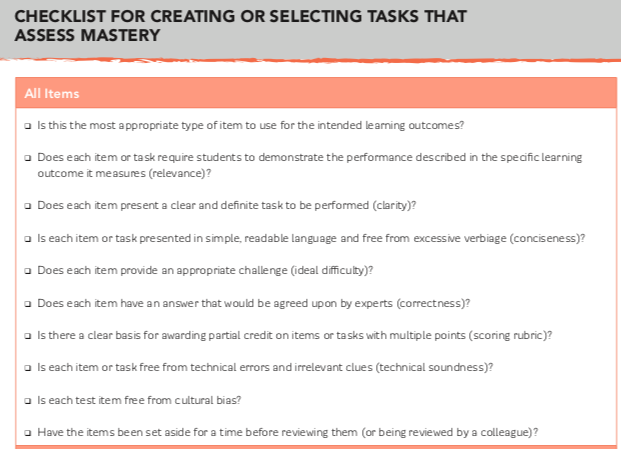 CHECKLIST FOR CREATING OR SELECTING TASKS THAT
ASSESS MASTERY
All Items
Is this the most appropriate type of item to use for the intended learning outcomes?
Does each item or task require students to demonstrate the performance described in the specific learning
outcome it measures (relevance)?
Does each item present a clear and definite task to be performed (clarity)?
Is each item or task presented in simple, readable language and free from excessive verbiage (conciseness)?
Does each item provide an appropriate challenge (ideal difficulty)?
Does each item have an answer that would be agreed upon by experts (correctness)?
Is there a clear basis for awarding partial credit on items or tasks with multiple points (scoring rubric)?
Is each item or task free from technical errors and irrelevant clues (technical soundness)?
Is each test item free from cultural bias?
Have the items been set aside for a time before reviewing them (or being reviewed by a colleague)?